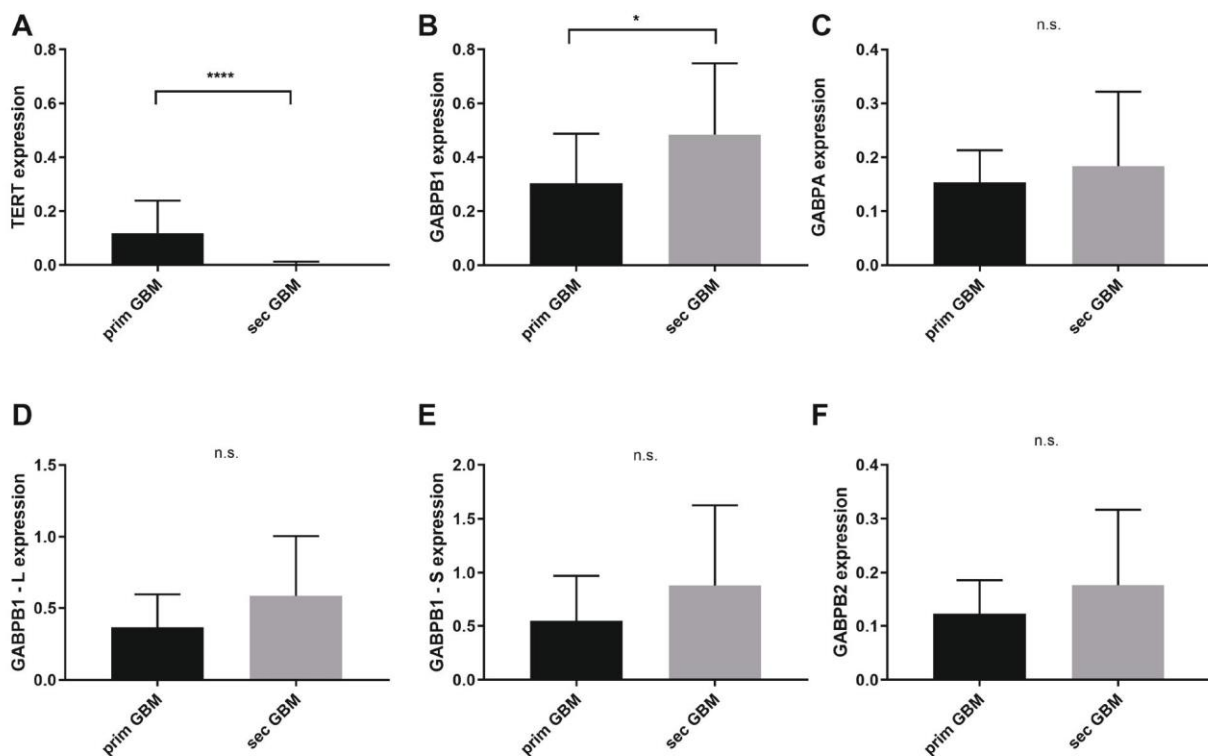 A
TERT expression
0.8
0.6
0.4
0.2
0.0
****
prim GBM
sec GBM
B
GABPB1 expression
0.8
0.6
0.4
0.2
0.0
*
prim GBM
sec GBM
C
GABPA expression
0.4
0.3
0.2
0.1
0.0
n.s.
prim GBM
sec GBM
D
GABPB1 - L expression
1.5
1.0
0.5
0.0
n.s.
prim GBM
sec GBM
E
GABPB1 - S expression
2.0
1.5
1.0
0.5
0.0
n.s.
prim GBM
sec GBM
F
GABPB2 expression
0.4
0.3
0.2
0.1
0.0
n.s.
prim GBM
sec GBM